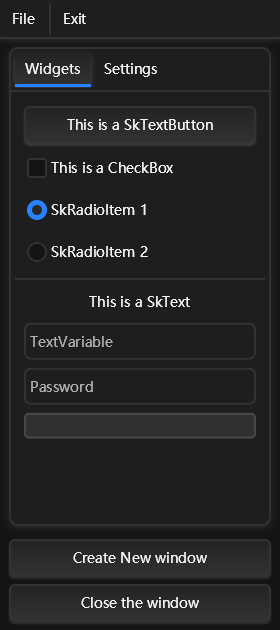 File Exit
Widgets Settings
This is a SkTextButton
This is a CheckBox
SkRadioItem 1
SkRadioItem 2
This is a SkText
TextVariable
Password
Create New window
Close the window